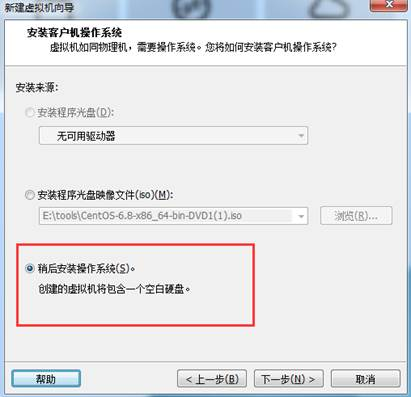 新建虚拟机向导
安装客户机操作系统
虚拟机如同物理机，需要操作系统。您将如何安装客户机操作系统?
安装来源:
安装程序光盘(D):
无可用驱动器
安装程序光盘映像文件(iso)(M):
E:\tools\CentOS-6.8-x86_64-bin-DVD1(1).iso
浏览(R)...
稍后安装操作系统(S)。
创建的虚拟机将包含一个空白硬盘。
帮助
< 上一步(B)
下一步(N) >
取消